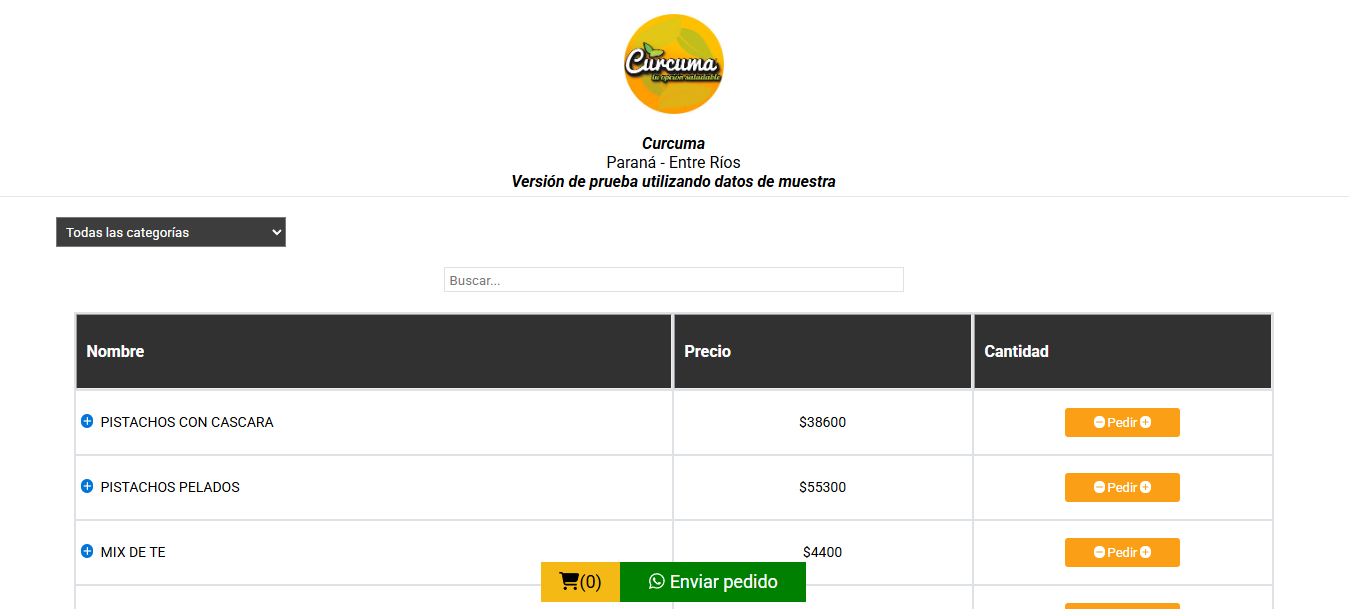 Curcuma
tu opción saludable
Curcuma
Paraná - Entre Ríos
Versión de prueba utilizando datos de muestra
Todas las categorías
Buscar...
Nombre Precio Cantidad
PISTACHOS CON CASCARA $38600 Pedir
PISTACHOS PELADOS $55300 Pedir
MIX DE TE $4400 Pedir
(0) Enviar pedido